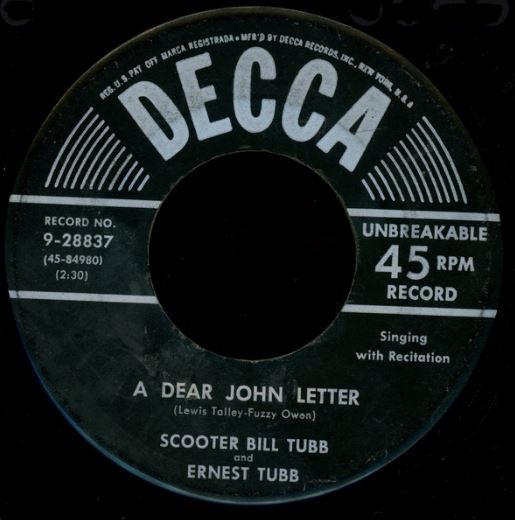 REG. U.S. PAT. OFF. MARCA REGISTRADA • MF'D BY DECCA RECORDS, INC., NEW YORK, U.S.A.
DECCA
RECORD NO.
9-28837
(45-84980)
(2:30)
UNBREAKABLE
45 RPM
RECORD
Singing
with Recitation
A DEAR JOHN LETTER
(Lewis Talley-Fuzzy Owen)
SCOOTER BILL TUBB
and
ERNEST TUBB